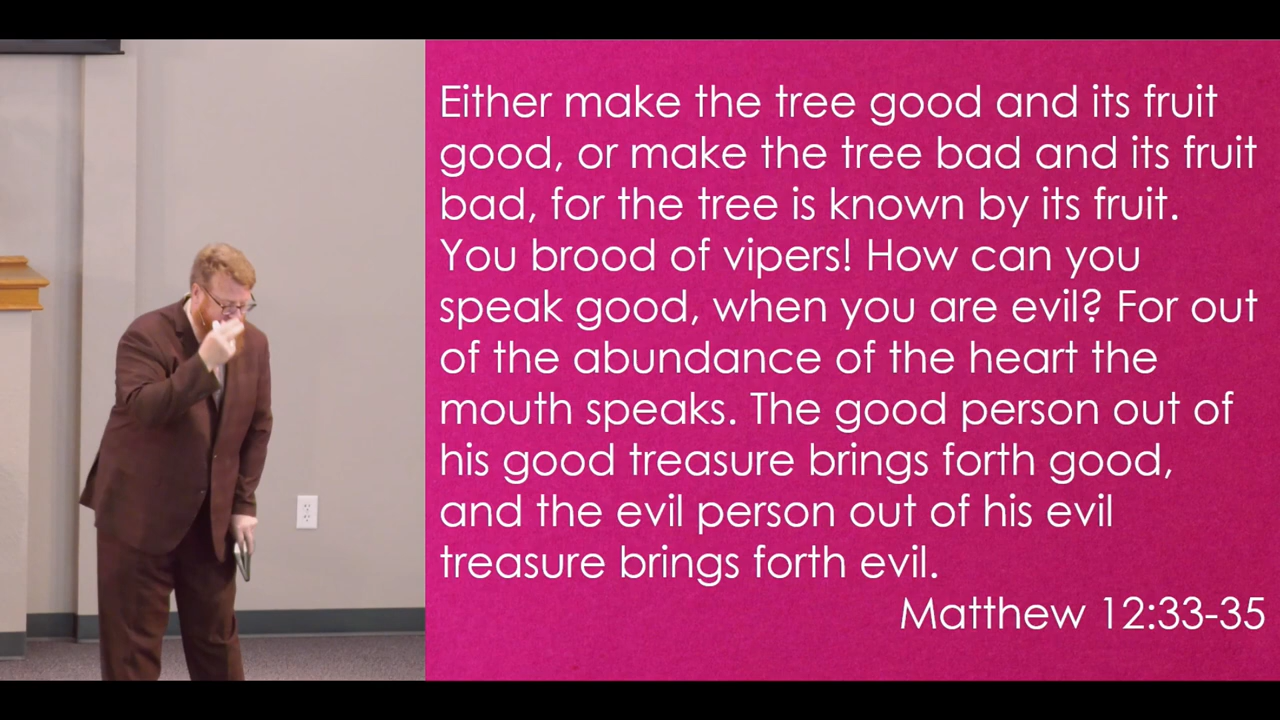 Either make the tree good and its fruit
good, or make the tree bad and its fruit
bad, for the tree is known by its fruit.
You brood of vipers! How can you
speak good, when you are evil? For out
of the abundance of the heart the
mouth speaks. The good person out of
his good treasure brings forth good,
and the evil person out of his evil
treasure brings forth evil.
Matthew 12:33-35